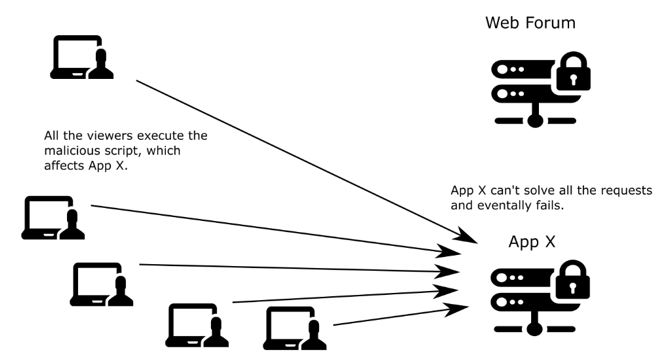 Web Forum
All the viewers execute the
malicious script, which
affects App X.
App X can't solve all the requests
and eventally fails.
App X